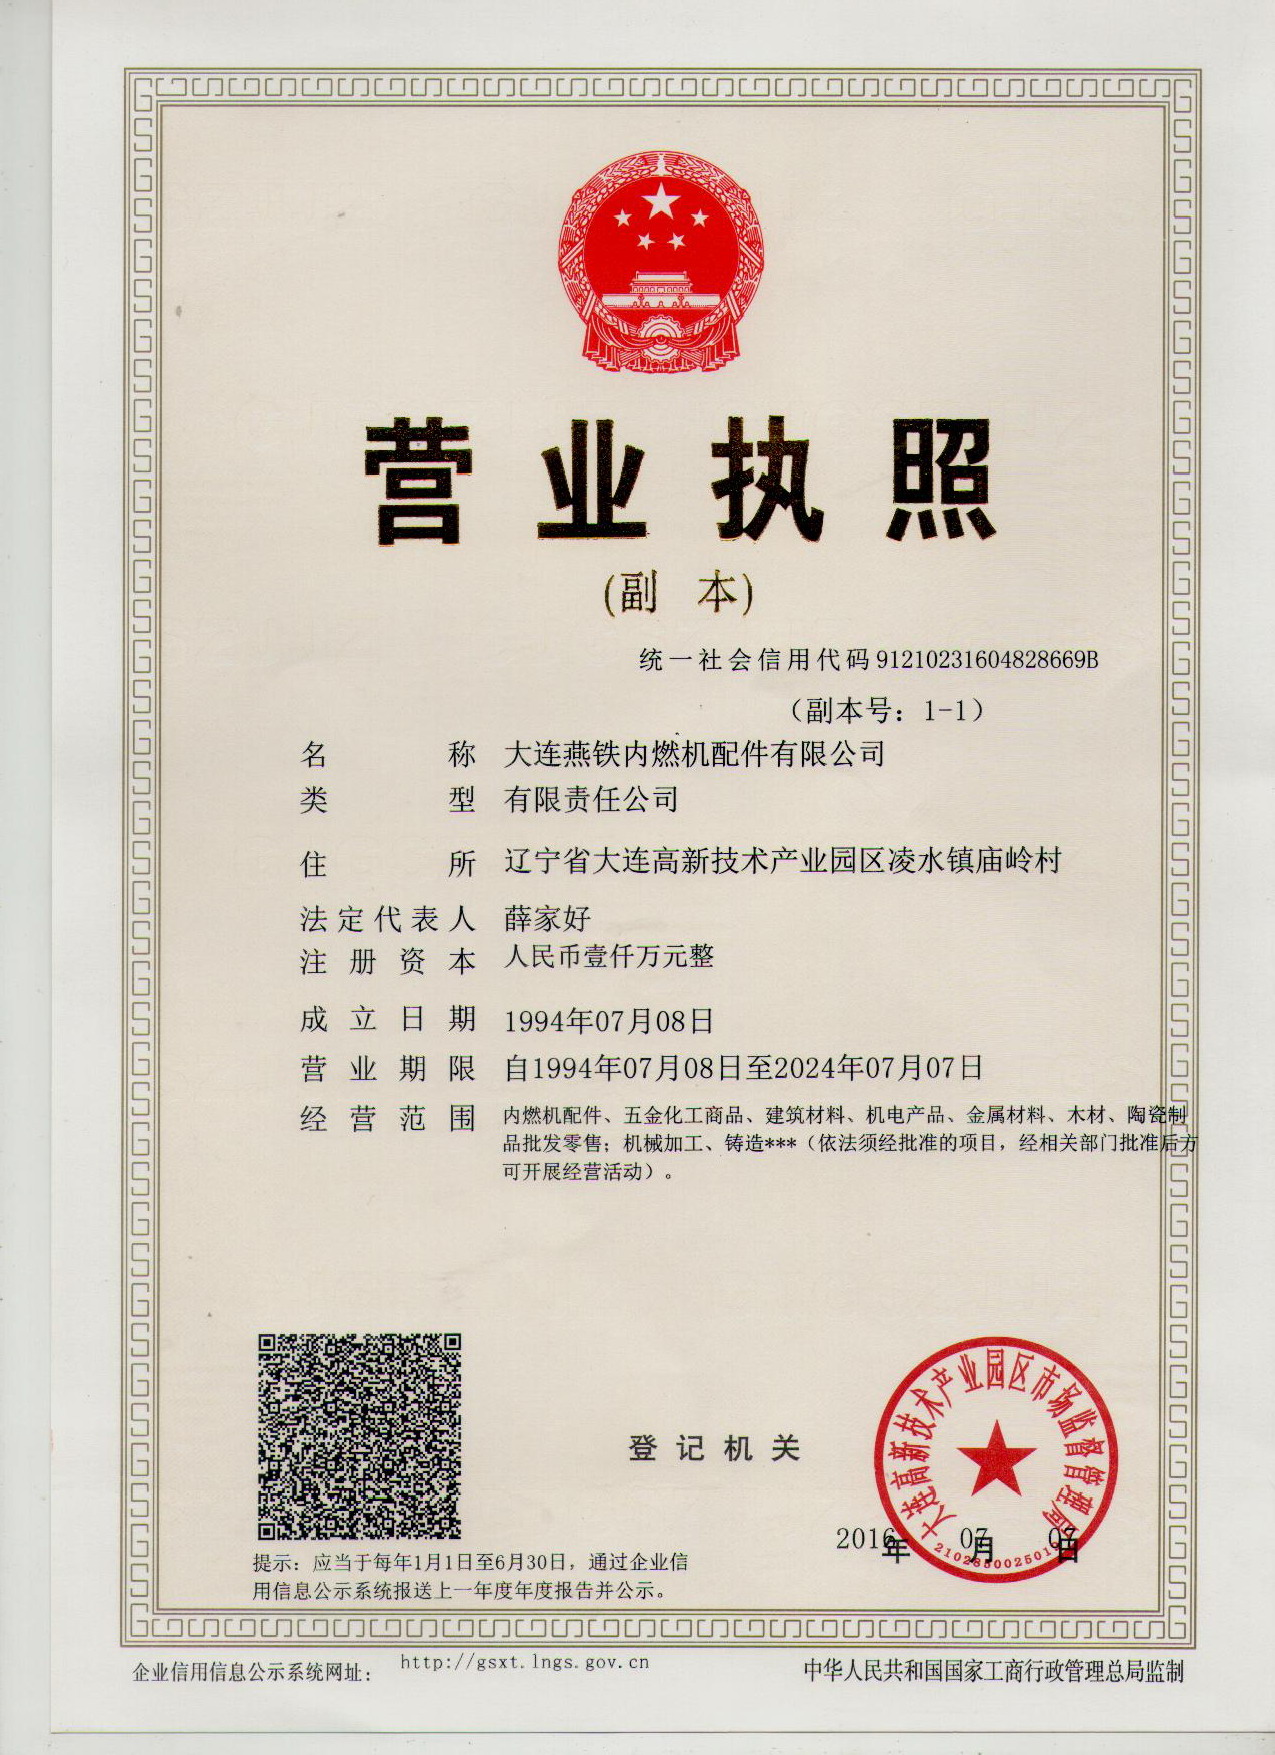 营业执照
(副 本)
统一社会信用代码 91210231604828669B
（副本号：1-1）
名称 大连燕铁内燃机配件有限公司
类型 有限责任公司
住所 辽宁省大连高新技术产业园区凌水镇庙岭村
法定代表人 薛家好
注册资本 人民币壹仟万元整
成立日期 1994年07月08日
营业期限 自1994年07月08日至2024年07月07日
经营范围 内燃机配件、五金化工商品、建筑材料、机电产品、金属材料、木材、陶瓷制
品批发零售；机械加工、铸造***（依法须经批准的项目，经相关部门批准后方
可开展经营活动）。
大连高新技术产业园区市场监督管理局
登记机关
2016年 07月 07日
提示：应当于每年1月1日至6月30日，通过企业信
用信息公示系统报送上一年度年度报告并公示。
企业信用信息公示系统网址： http://gsxt.lngs.gov.cn
中华人民共和国国家工商行政管理总局监制